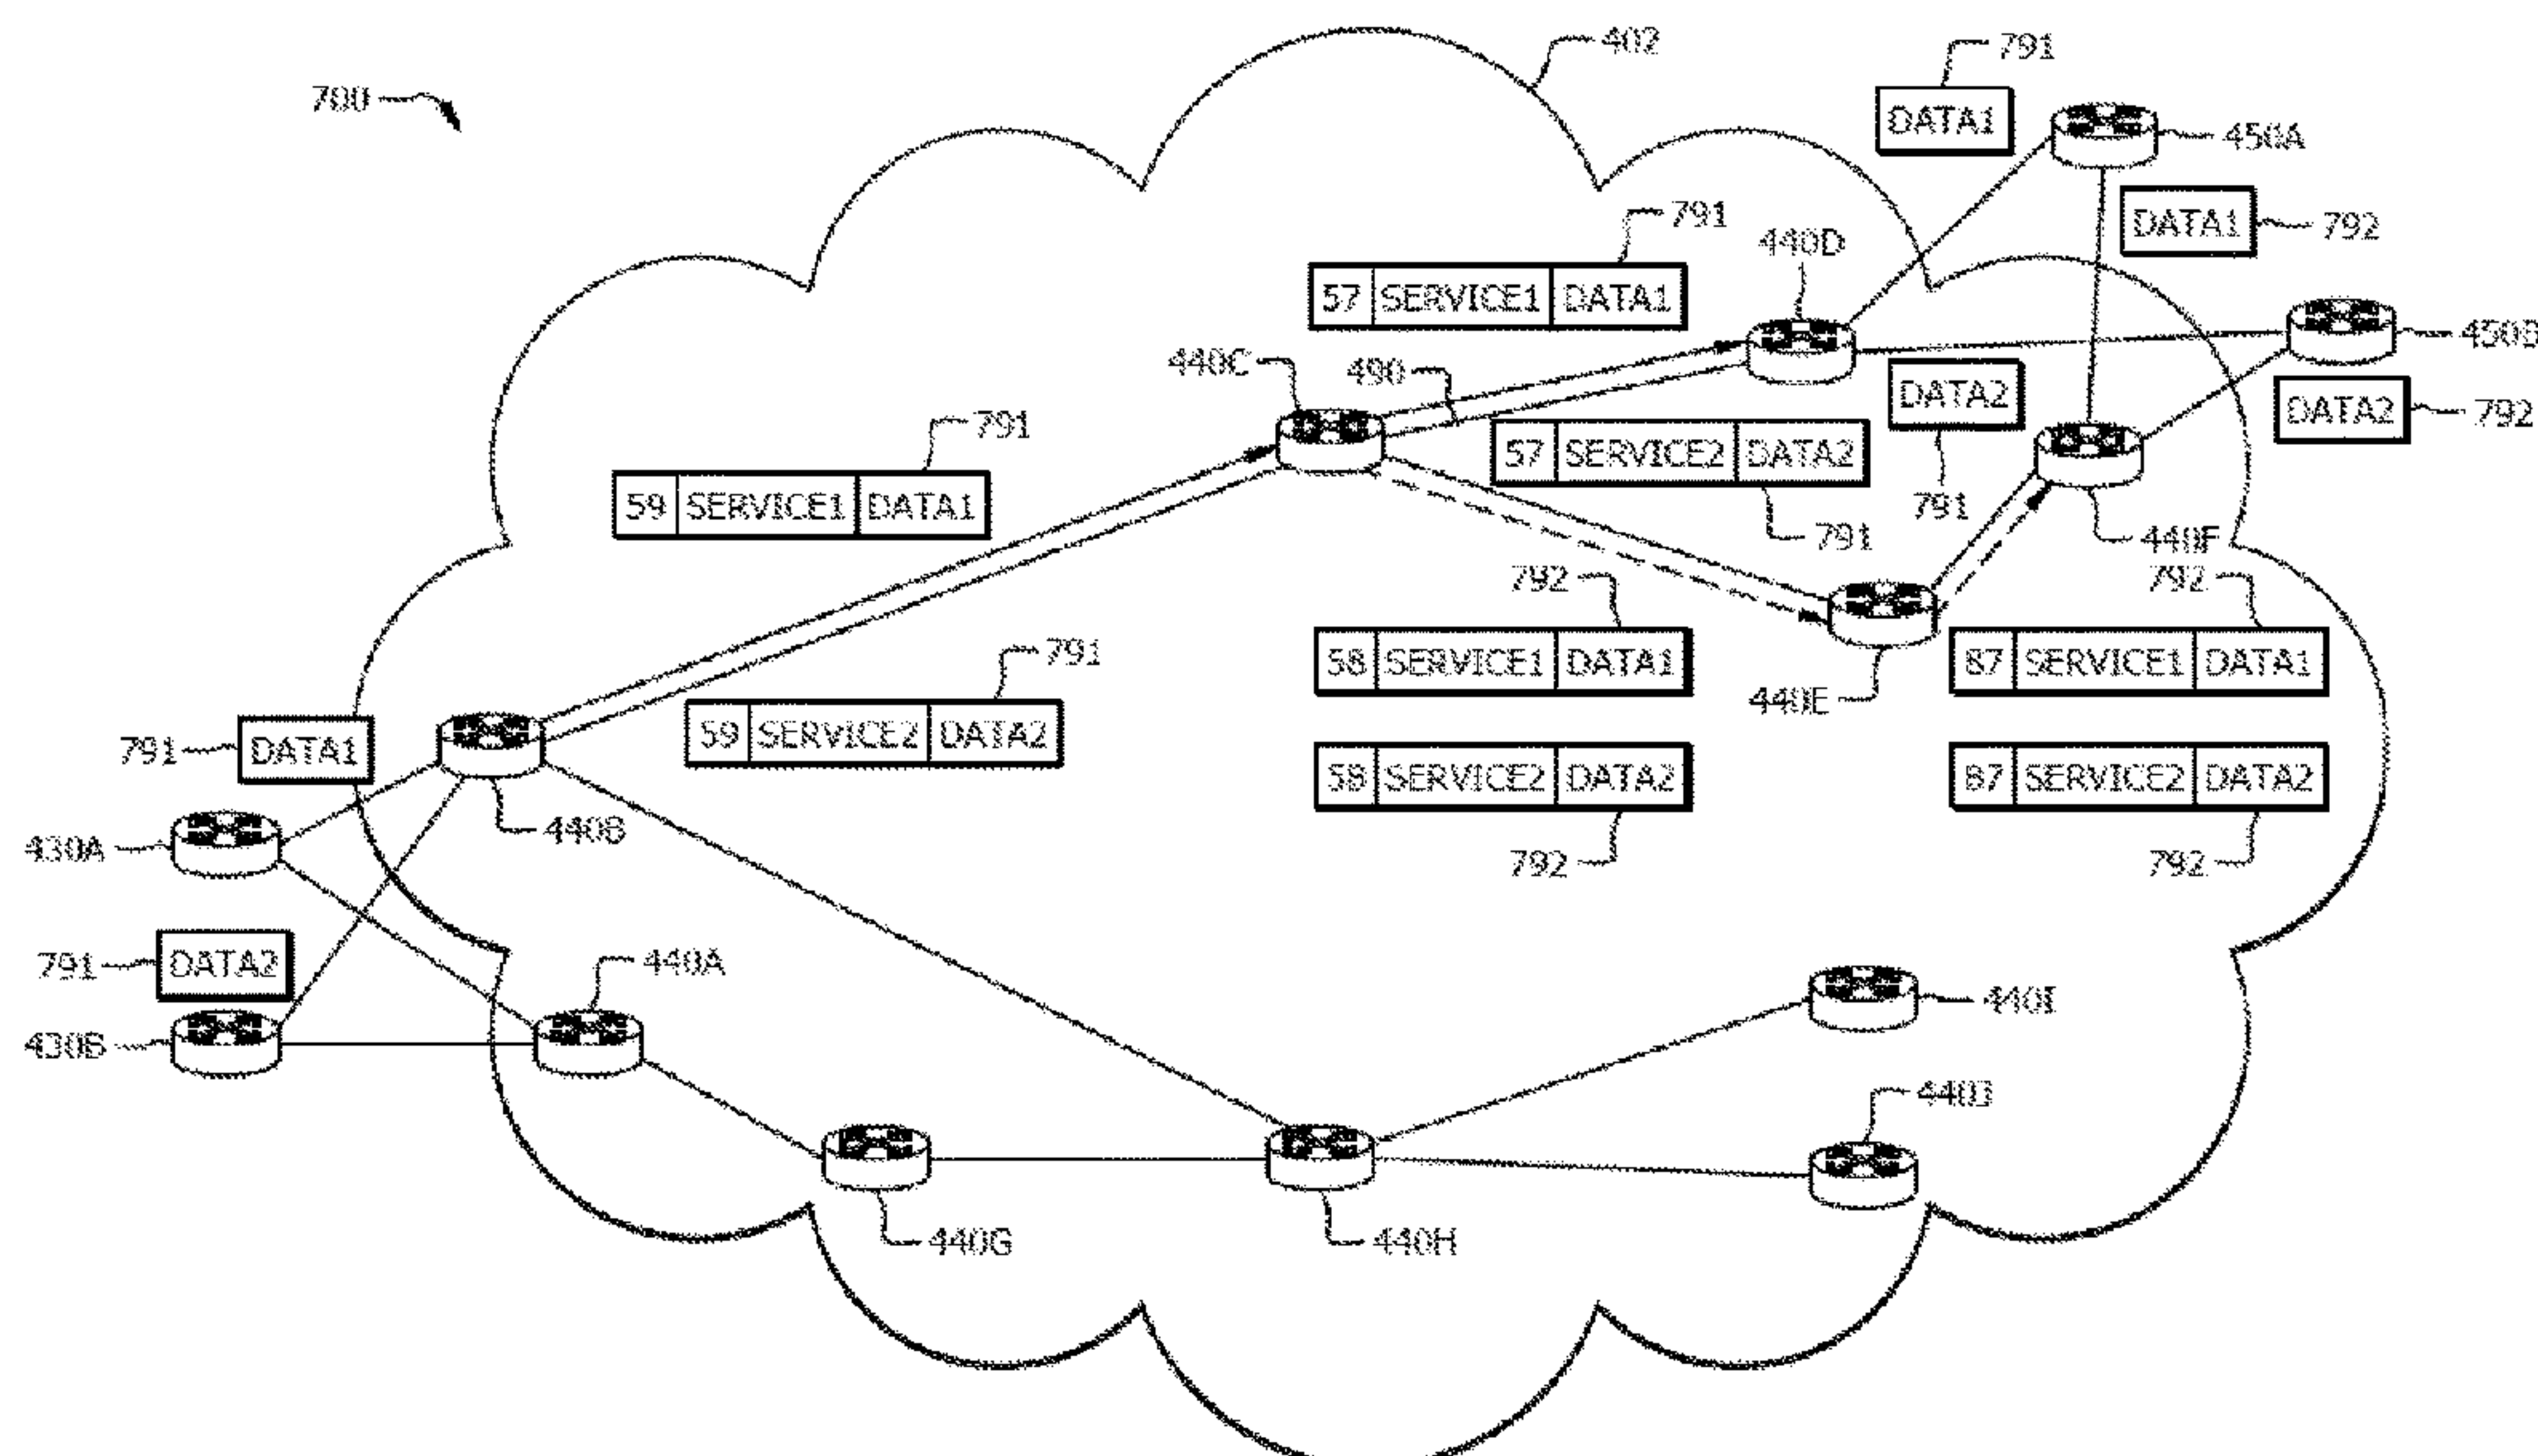 402
791
700
DATA1
450A
791
DATA1
792
440D
57 SERVICE1 DATA1
450B
440C
490
DATA2
DATA2
792
791
57 SERVICE2 DATA2
791
791
440F
59 SERVICE1 DATA1
792
792
791
58 SERVICE1 DATA1
87 SERVICE1 DATA1
440E
59 SERVICE2 DATA2
791
DATA1
58 SERVICE2 DATA2
87 SERVICE2 DATA2
440B
430A
792
792
791
DATA2
440A
440I
430B
440J
440G
440H